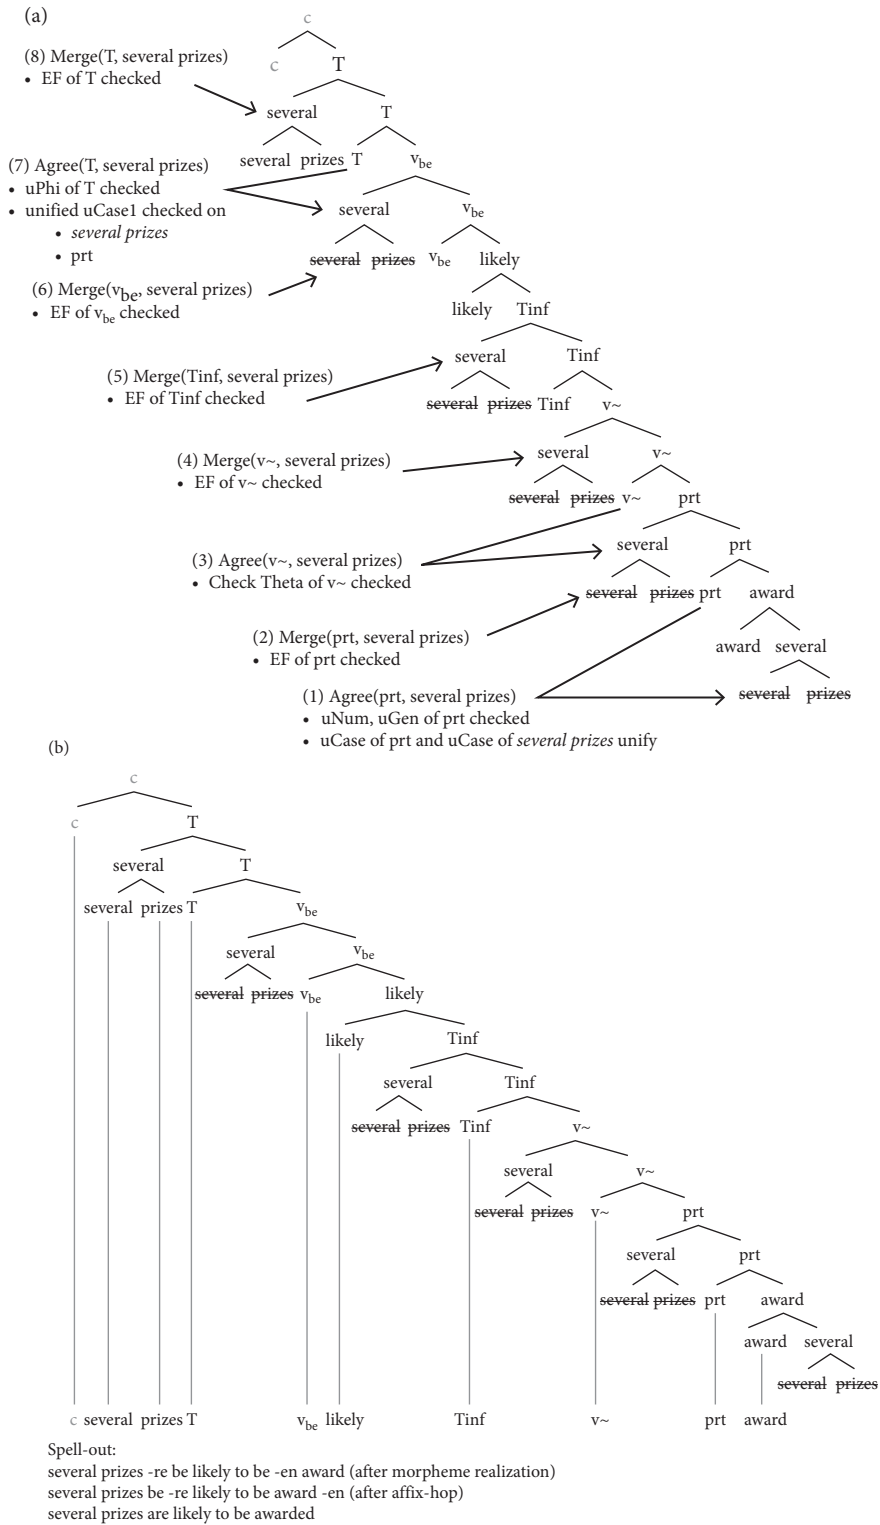 (a)
c
(8) Merge(T, several prizes)
• EF of T checked
c T
several T
several prizes T v_be
(7) Agree(T, several prizes)
• uPhi of T checked
• unified uCase1 checked on
• several prizes
• prt
several v_be
several prizes v_be likely
(6) Merge(v_be, several prizes)
• EF of v_be checked
likely Tinf
several Tinf
(5) Merge(Tinf, several prizes)
• EF of Tinf checked
several prizes Tinf v~
several v~
(4) Merge(v~, several prizes)
• EF of v~ checked
several prizes v~ prt
several prt
(3) Agree(v~, several prizes)
• Check Theta of v~ checked
several prizes prt award
(2) Merge(prt, several prizes)
• EF of prt checked
award several
several prizes
(1) Agree(prt, several prizes)
• uNum, uGen of prt checked
• uCase of prt and uCase of several prizes unify
(b)
c
c T
several T
several prizes T v_be
several v_be
several prizes v_be likely
likely Tinf
several Tinf
several prizes Tinf v~
several v~
several prizes v~ prt
several prt
several prizes prt award
award several
several prizes
c several prizes T v_be likely Tinf v~ prt award
Spell-out:
several prizes -re be likely to be -en award (after morpheme realization)
several prizes be -re likely to be award -en (after affix-hop)
several prizes are likely to be awarded